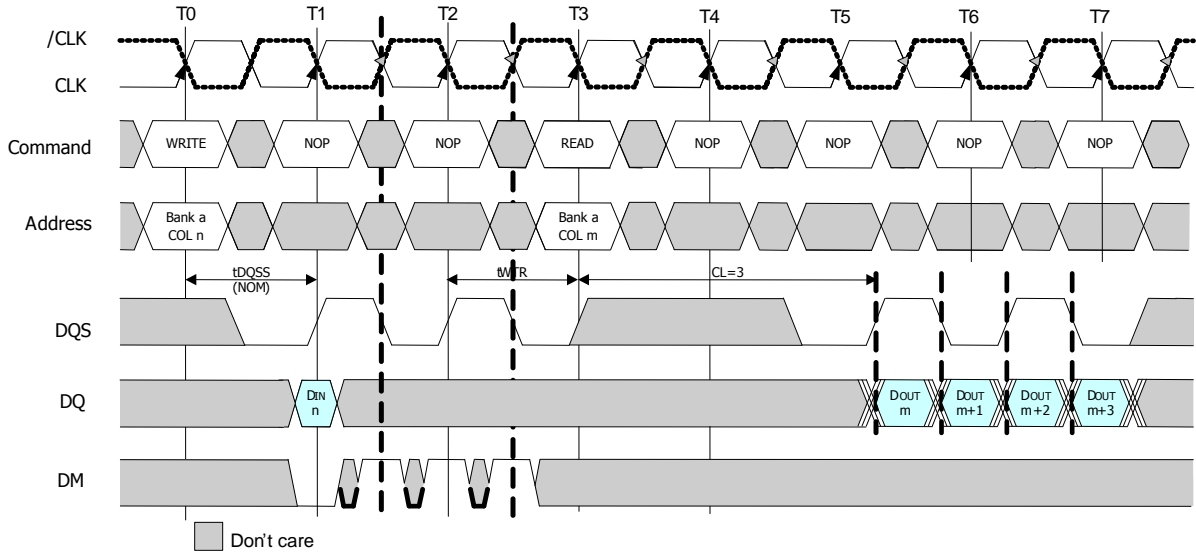 T0 T1 T2 T3 T4 T5 T6 T7
/CLK
CLK
Command WRITE NOP NOP READ NOP NOP NOP NOP
Address Bank a COL n Bank a COL m
tDQSS (NOM) tWTR CL=3
DQS
DQ DIN n DOUT m DOUT m+1 DOUT m+2 DOUT m+3
DM
Don't care